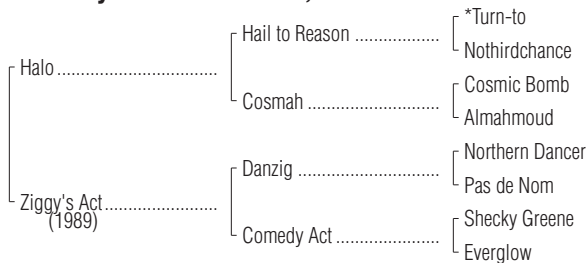 *Turn-to
Hail to Reason ..................
Nothirdchance
Halo ..................................
Cosmic Bomb
Cosmah ............................
Almahmoud
Northern Dancer
Danzig ..............................
Pas de Nom
Ziggy's Act ........................
(1989)
Shecky Greene
Comedy Act ......................
Everglow